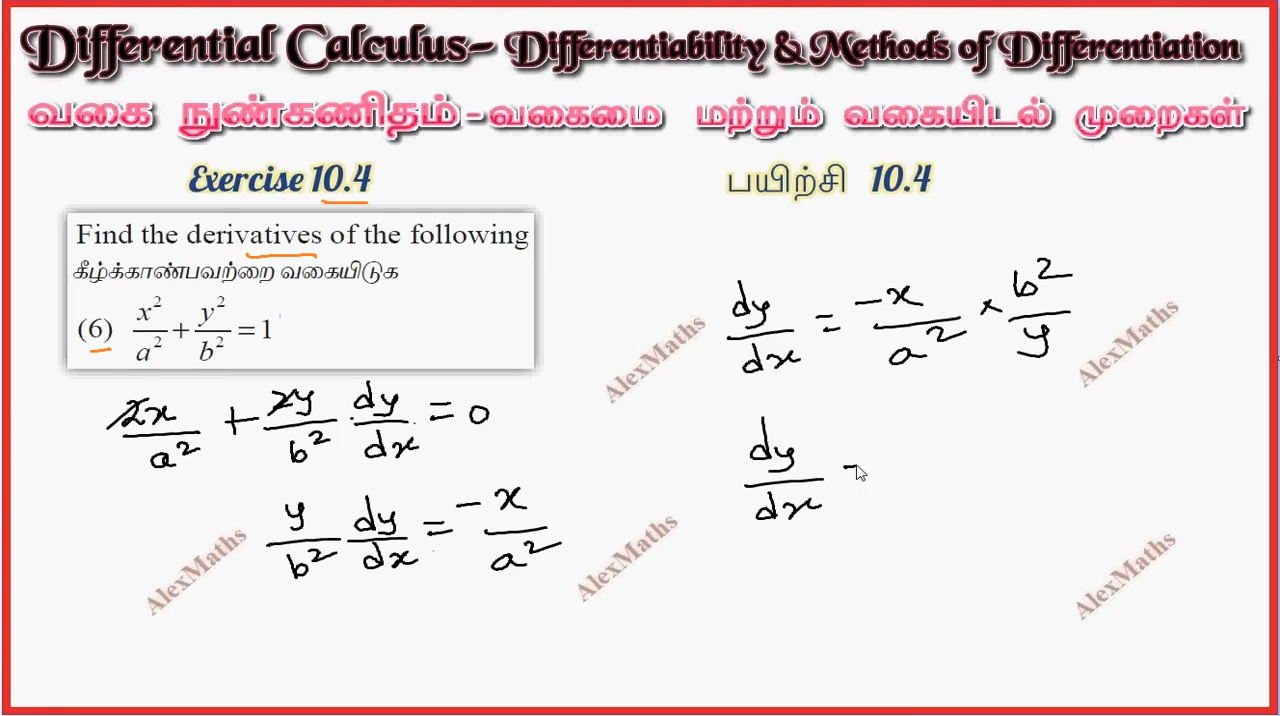 Differential Calculus- Differentiability & Methods of Differentiation
வகை நுண்கணிதம் - வகைமை மற்றும் வகையிடல் முறைகள்
Exercise 10.4
பயிற்சி 10.4
Find the derivatives of the following
கீழ்க்காண்பவற்றை வகையிடுக
(6) x²/a² + y²/b² = 1
2x/a² + 2y/b² . dy/dx = 0
y/b² dy/dx = -x/a²
dy/dx = -x/a² × b²/y
dy/dx -
AlexMaths
AlexMaths
AlexMaths
AlexMaths
AlexMaths